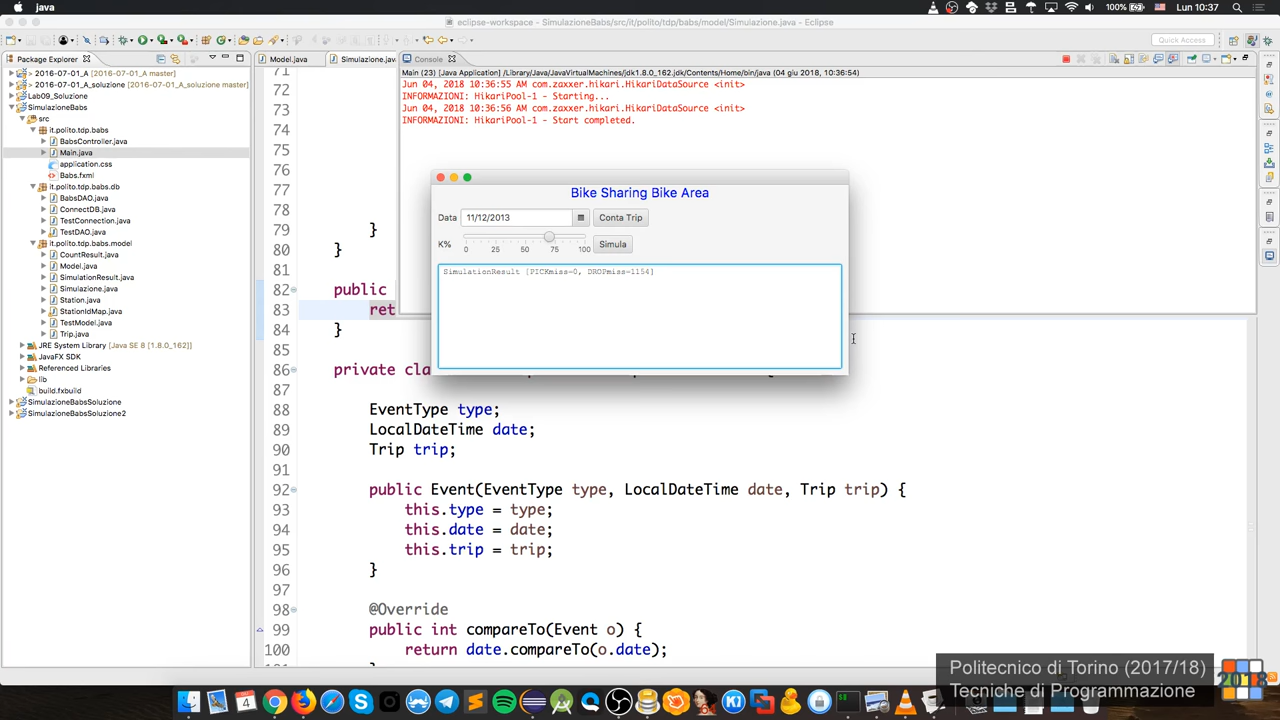 java
100%
Lun 10:37
eclipse-workspace - SimulazioneBabs/src/it/polito/tdp/babs/model/Simulazione.java - Eclipse
Quick Access
Package Explorer
Model.java
Simulazione.java
Console
> 2016-07-01_A [2016-07-01_A master]
> 2016-07-01_A_soluzione [2016-07-01_A_soluzione master]
Lab09_Soluzione
SimulazioneBabs
src
it.polito.tdp.babs
BabsController.java
Main.java
application.css
Babs.fxml
it.polito.tdp.babs.db
BabsDAO.java
ConnectDB.java
TestConnection.java
TestDAO.java
it.polito.tdp.babs.model
CountResult.java
Model.java
SimulationResult.java
Simulazione.java
Station.java
StationIdMap.java
TestModel.java
Trip.java
JRE System Library [Java SE 8 [1.8.0_162]]
JavaFX SDK
Referenced Libraries
lib
build.fxbuild
SimulazioneBabsSoluzione
SimulazioneBabsSoluzione2
Main (23) [Java Application] /Library/Java/JavaVirtualMachines/jdk1.8.0_162.jdk/Contents/Home/bin/java (04 giu 2018, 10:36:54)
Jun 04, 2018 10:36:55 AM com.zaxxer.hikari.HikariDataSource <init>
INFORMAZIONI: HikariPool-1 - Starting...
Jun 04, 2018 10:36:56 AM com.zaxxer.hikari.HikariDataSource <init>
INFORMAZIONI: HikariPool-1 - Start completed.
Bike Sharing Bike Area
Data 11/12/2013 Conta Trip
K% 0 25 50 75 100 Simula
SimulationResult [PICKmiss=0, DROPmiss=1154]
71
72
73
74
75
76
77
78
79 }
80 }
81
82 public
83 ret
84 }
85
86 private cla
87
88 EventType type;
89 LocalDateTime date;
90 Trip trip;
91
92 public Event(EventType type, LocalDateTime date, Trip trip) {
93 this.type = type;
94 this.date = date;
95 this.trip = trip;
96 }
97
98 @Override
99 public int compareTo(Event o) {
100 return date.compareTo(o.date);
Politecnico di Torino (2017/18)
Tecniche di Programmazione
2018